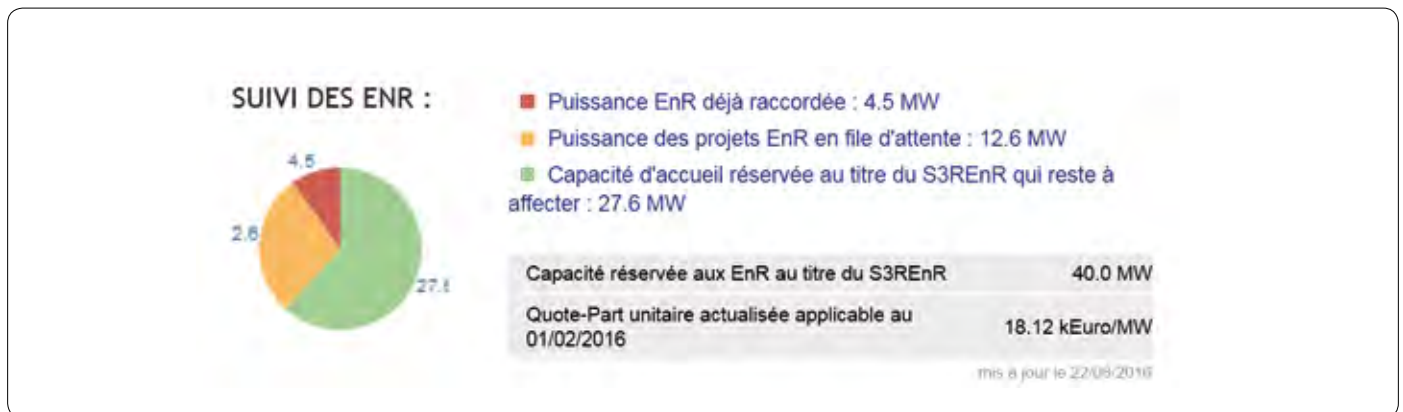 SUIVI DES ENR :
Puissance EnR déjà raccordée : 4.5 MW
Puissance des projets EnR en file d'attente : 12.6 MW
Capacité d'accueil réservée au titre du S3REnR qui reste à
affecter : 27.6 MW
4.5
2.6
27.6
Capacité réservée aux EnR au titre du S3REnR 40.0 MW
Quote-Part unitaire actualisée applicable au
01/02/2016 18.12 kEuro/MW
mis à jour le 22/08/2016